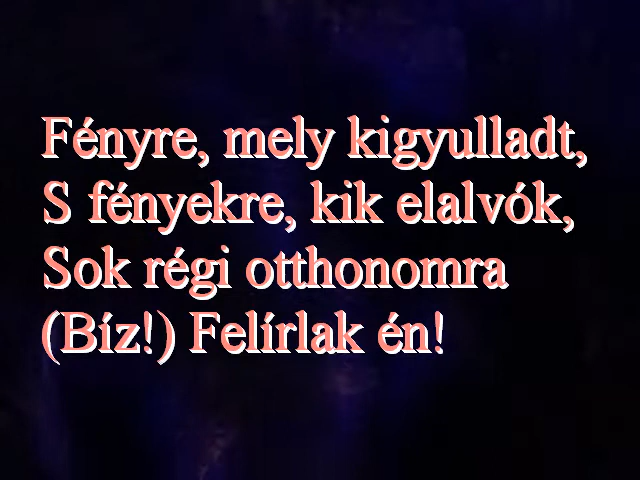 Fényre, mely kigyulladt,
S fényekre, kik elalvók,
Sok régi otthonomra
(Bíz!) Felírlak én!